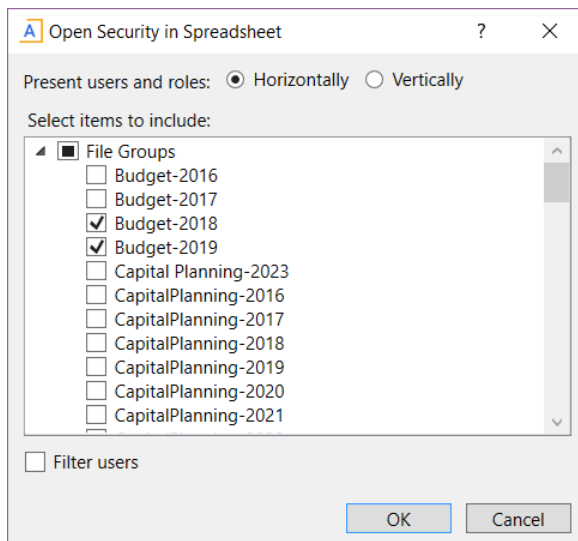 A Open Security in Spreadsheet ?
Present users and roles: Horizontally Vertically
Select items to include:
File Groups
Budget-2016
Budget-2017
Budget-2018
Budget-2019
Capital Planning-2023
CapitalPlanning-2016
CapitalPlanning-2017
CapitalPlanning-2018
CapitalPlanning-2019
CapitalPlanning-2020
CapitalPlanning-2021
Filter users
OK Cancel